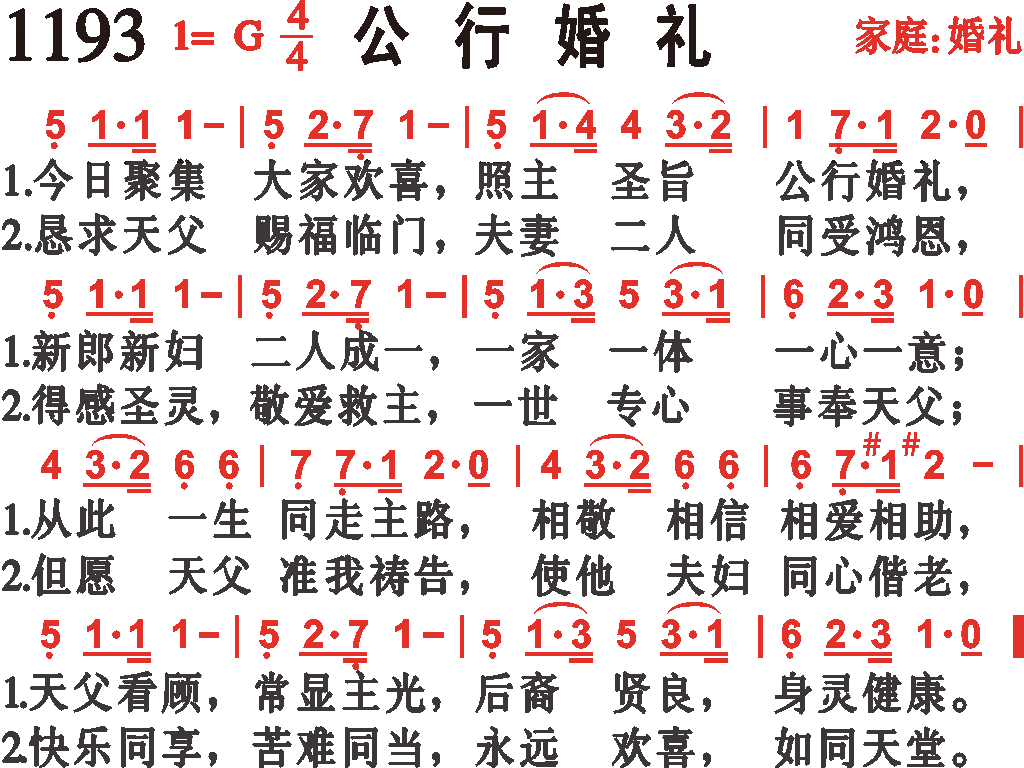 1193 1= G 4/4 公行婚礼 家庭:婚礼
5 1·1 1− | 5 2·7 1− | 5 1·4 4 3·2 | 1 7·1 2·0 |
1.今日聚集 大家欢喜，照主 圣旨 公行婚礼，
2.恳求天父 赐福临门，夫妻 二人 同受鸿恩，
5 1·1 1− | 5 2·7 1− | 5 1·3 5 3·1 | 6 2·3 1·0 |
1.新郎新妇 二人成一，一家 一体 一心一意；
2.得感圣灵，敬爱救主，一世 专心 事奉天父；
4 3·2 6 6 | 7 7·1 2·0 | 4 3·2 6 6 | 6 7·#1 #2 − |
1.从此 一生 同走主路， 相敬 相信 相爱相助，
2.但愿 天父 准我祷告， 使他 夫妇 同心偕老，
5 1·1 1− | 5 2·7 1− | 5 1·3 5 3·1 | 6 2·3 1·0
1.天父看顾，常显主光，后裔 贤良， 身灵健康。
2.快乐同享，苦难同当，永远 欢喜， 如同天堂。